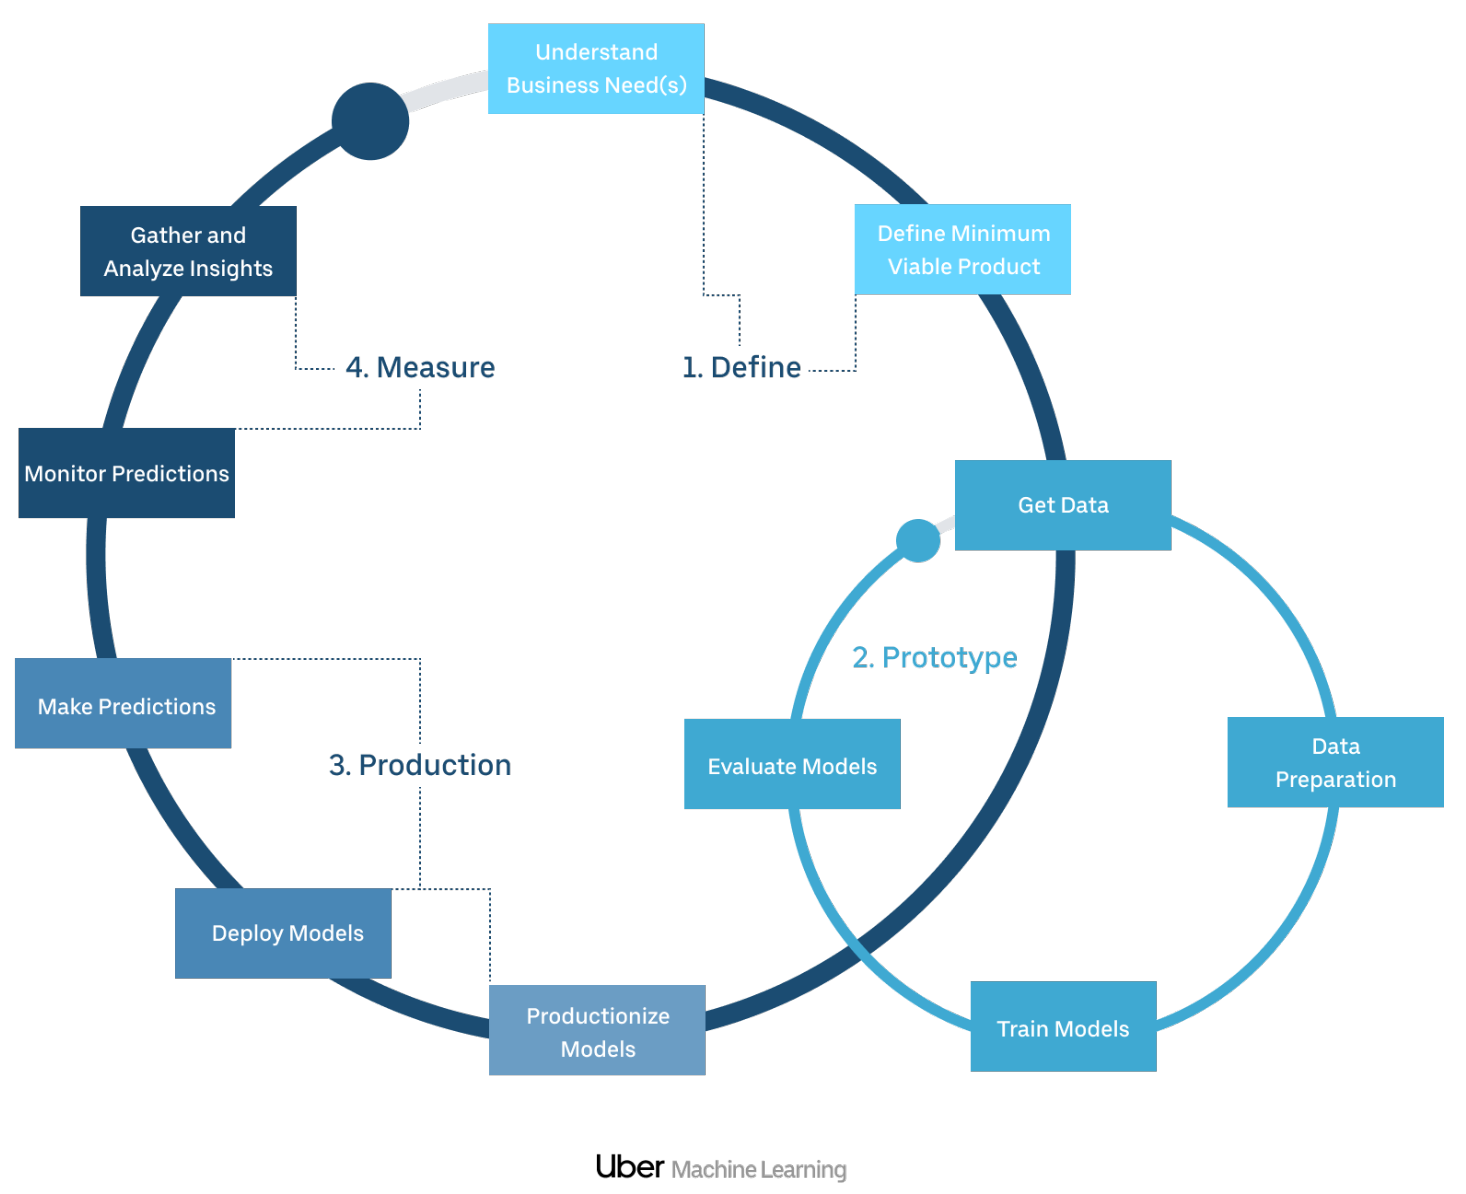 Understand
Business Need(s)
Define Minimum
Viable Product
Gather and
Analyze Insights
4. Measure
1. Define
Monitor Predictions
Get Data
2. Prototype
Make Predictions
3. Production
Evaluate Models
Data
Preparation
Deploy Models
Productionize
Models
Train Models
Uber Machine Learning